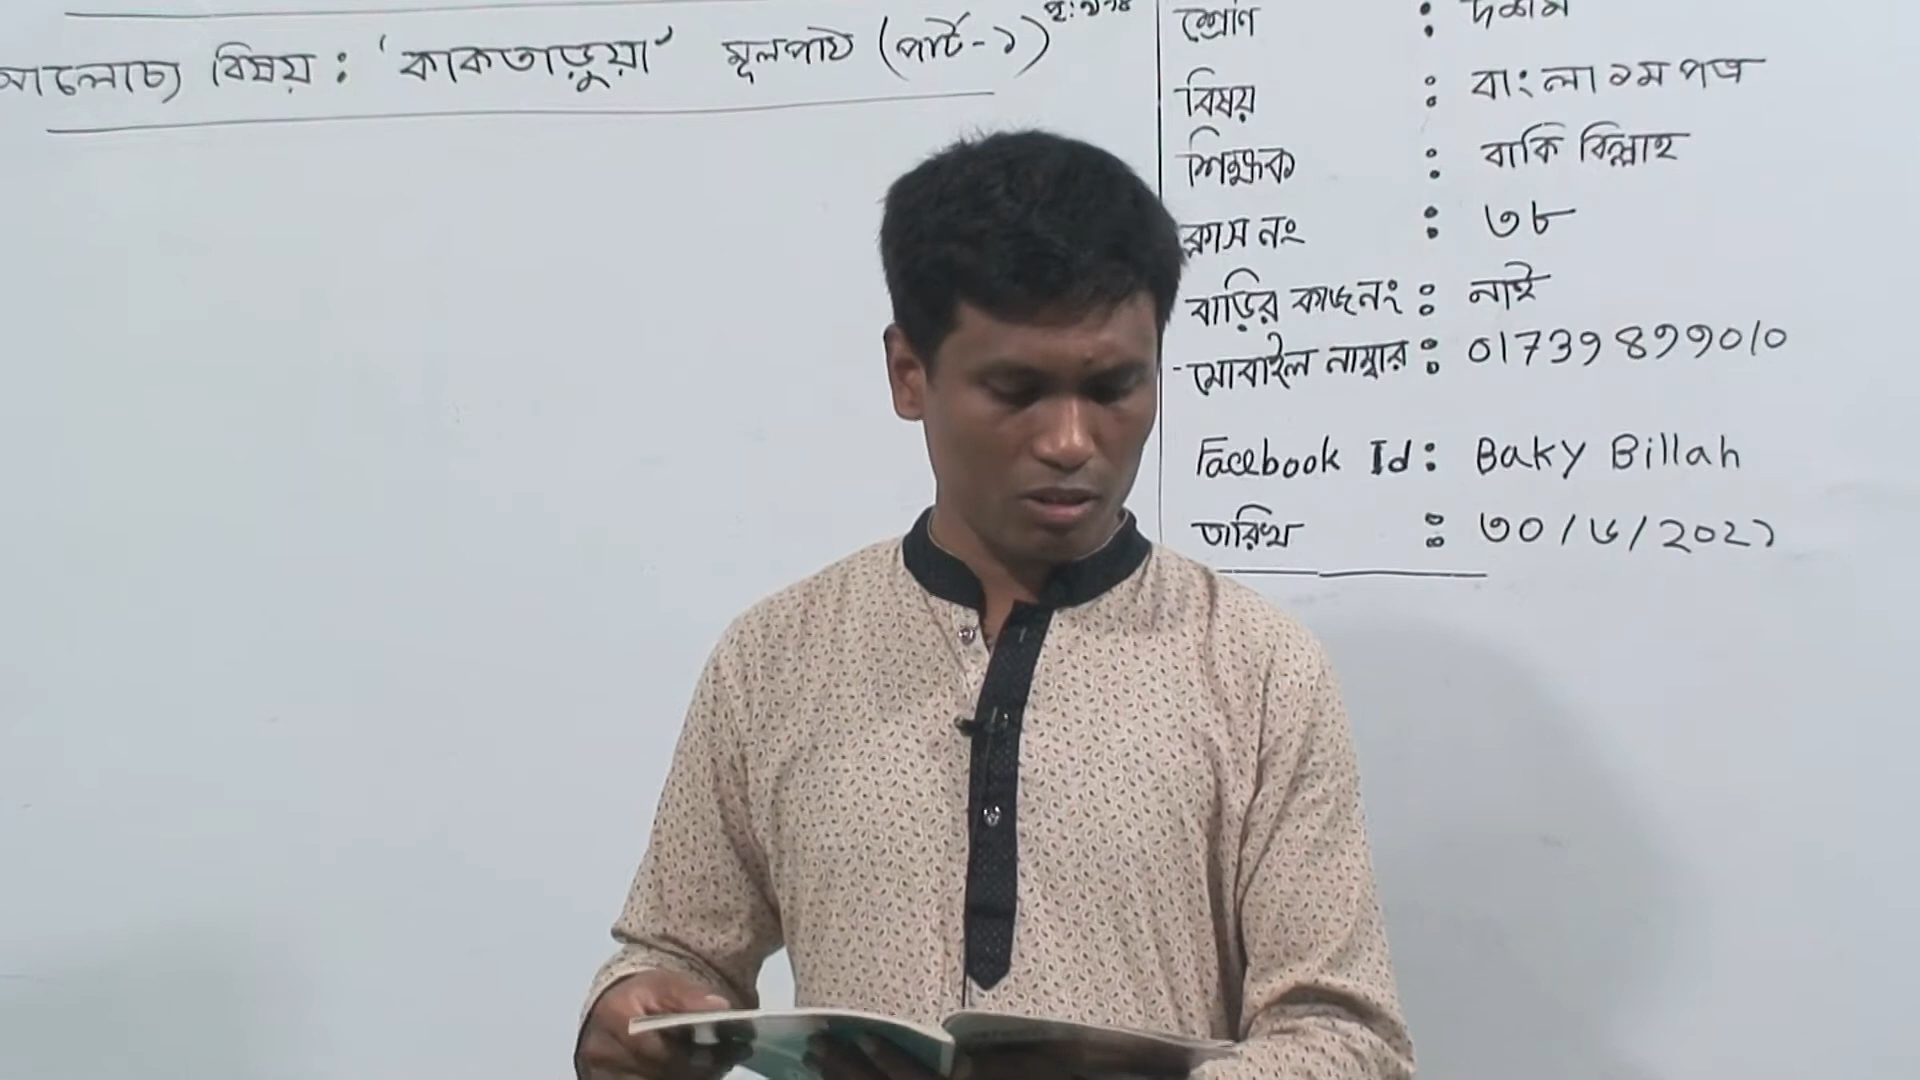 আলোচ্য বিষয় : 'কাকতাড়ুয়া' মূলপাঠ (পার্ট-১)
শ্রেণি : দশম
বিষয় : বাংলা ১ম পত্র
শিক্ষক : বাকি বিল্লাহ
ক্লাস নং : ৩৮
বাড়ির কাজ নং : নাই
মোবাইল নাম্বার : 01739899010
Facebook Id : Baky Billah
তারিখ : ৩০/৬/২০২১